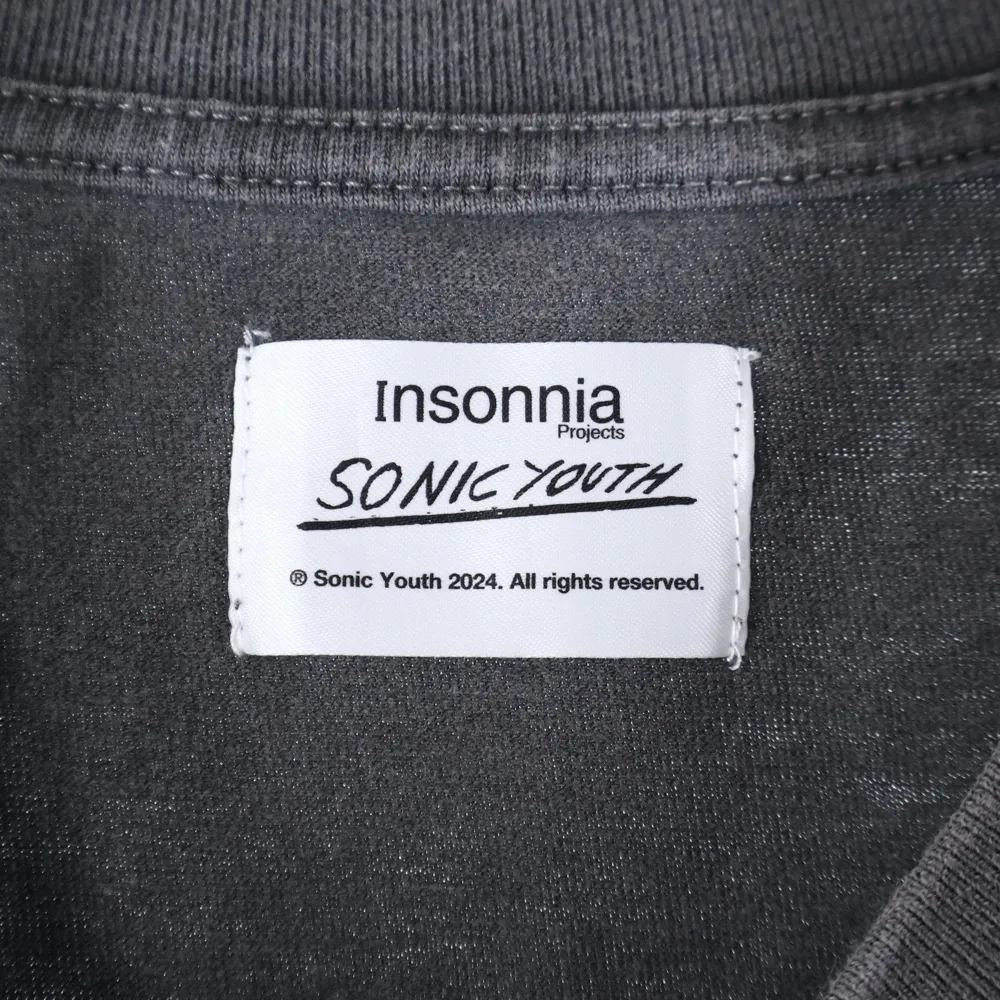 Insonnia
Projects
SONIC YOUTH
® Sonic Youth 2024. All rights reserved.